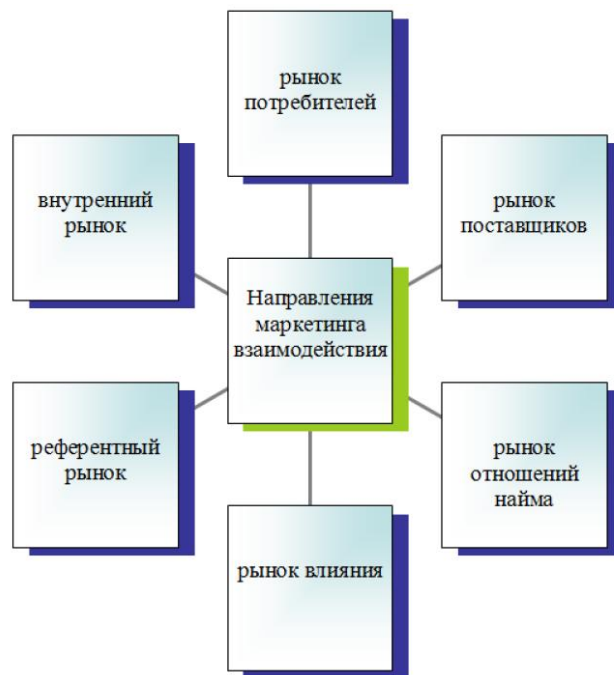 рынок
потребителей
внутренний
рынок
рынок
поставщиков
Направления
маркетинга
взаимодействия
референтный
рынок
рынок
отношений
найма
рынок влияния